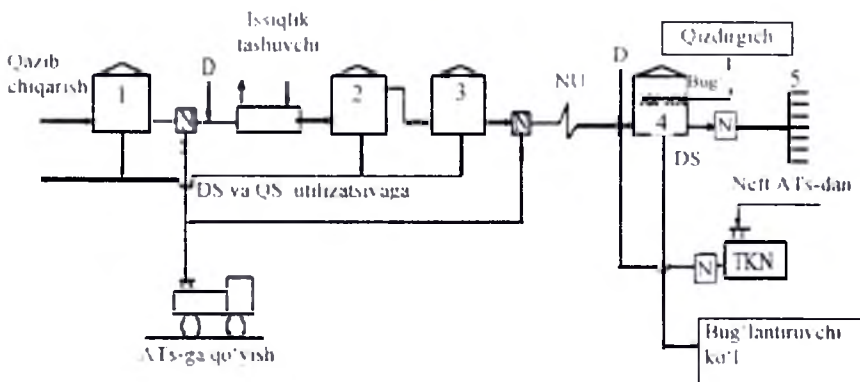 Issiqlik
tashuvchi
Qizdirgich
Qazib
chiqarish
D
NU
D
Bug'
5
1
2
3
4
N
N
N
DS
DS va QS utilizatsiyaga
Neft ATs-dan
N
TKN
ATs-ga qo'yish
Bug'lantiruvchi
ko'l